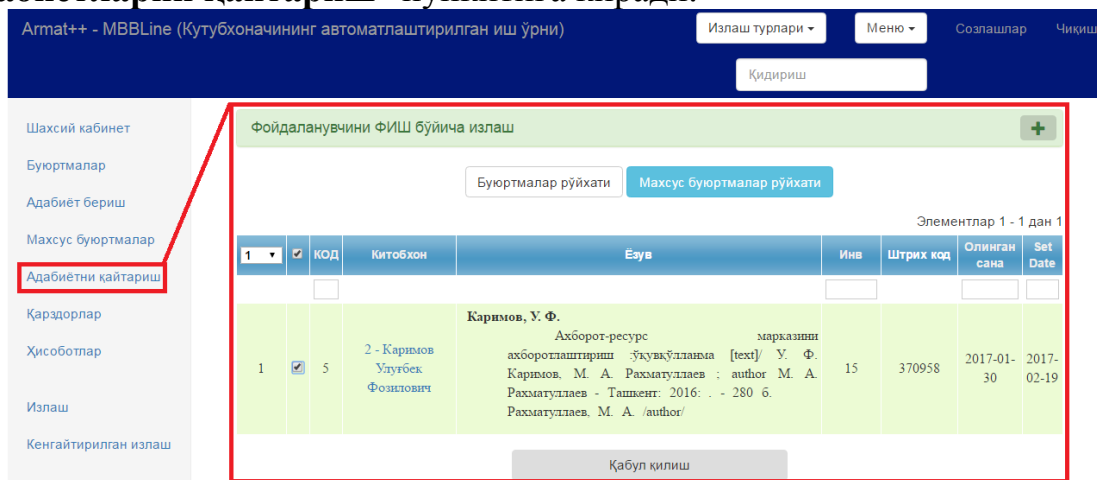 қайтариш
Armat++ - MBBLine (Кутубхоначининг автоматлаштирилган иш ўрни)
Излаш турлари
Меню
Созлашлар
Чиқиш
Қидириш
Шахсий кабинет
Буюртмалар
Адабиёт бериш
Махсус буюртмалар
Адабиётни қайтариш
Қарздорлар
Ҳисоботлар
Излаш
Кенгайтирилган излаш
Фойдаланувчини ФИШ бўйича излаш
+
Буюртмалар рўйхати
Махсус буюртмалар рўйхати
Элементлар 1 - 1 дан 1
1 КОД Китобхон Ёзув Инв Штрих код Олинган сана Set Date
1 5
2 - Каримов
Улуғбек
Фозилович
Каримов, У. Ф.
Ахборот-ресурс марказини
ахборотлаштириш :ўқувқўлланма [text]/ У. Ф.
Каримов, М. А. Рахматуллаев ; author М. А.
Рахматуллаев - Ташкент: 2016: . - 280 б.
Рахматуллаев, М. А. /author/
15
370958
2017-01-
30
2017-
02-19
Қабул қилиш